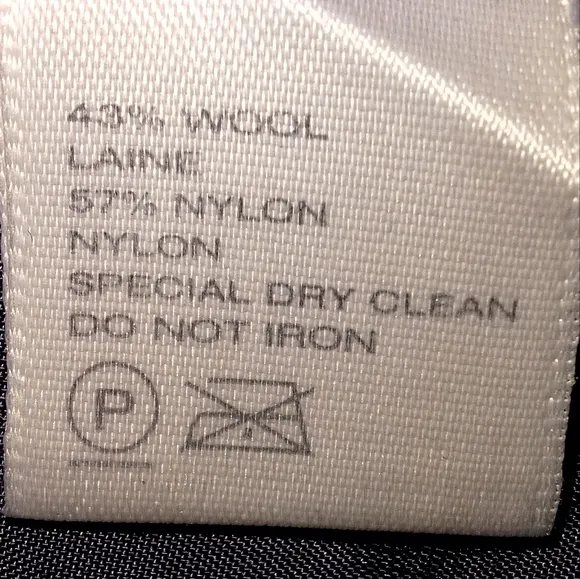 43% WOOL
LAINE
57% NYLON
NYLON
SPECIAL DRY CLEAN
DO NOT IRON
P